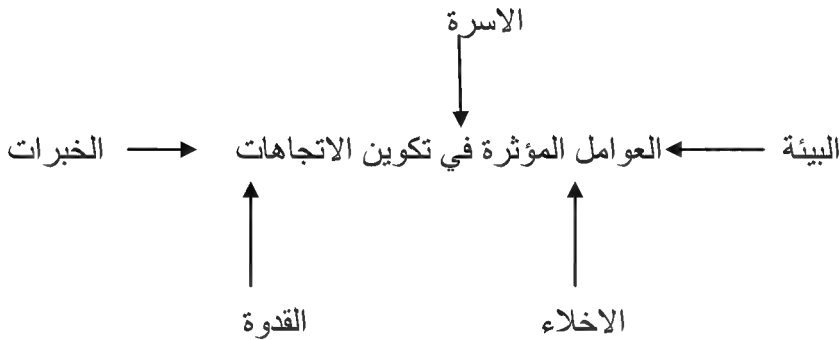 الاسرة
البيئة
العوامل المؤثرة في تكوين الاتجاهات
الخبرات
الاخلاء
القدوة